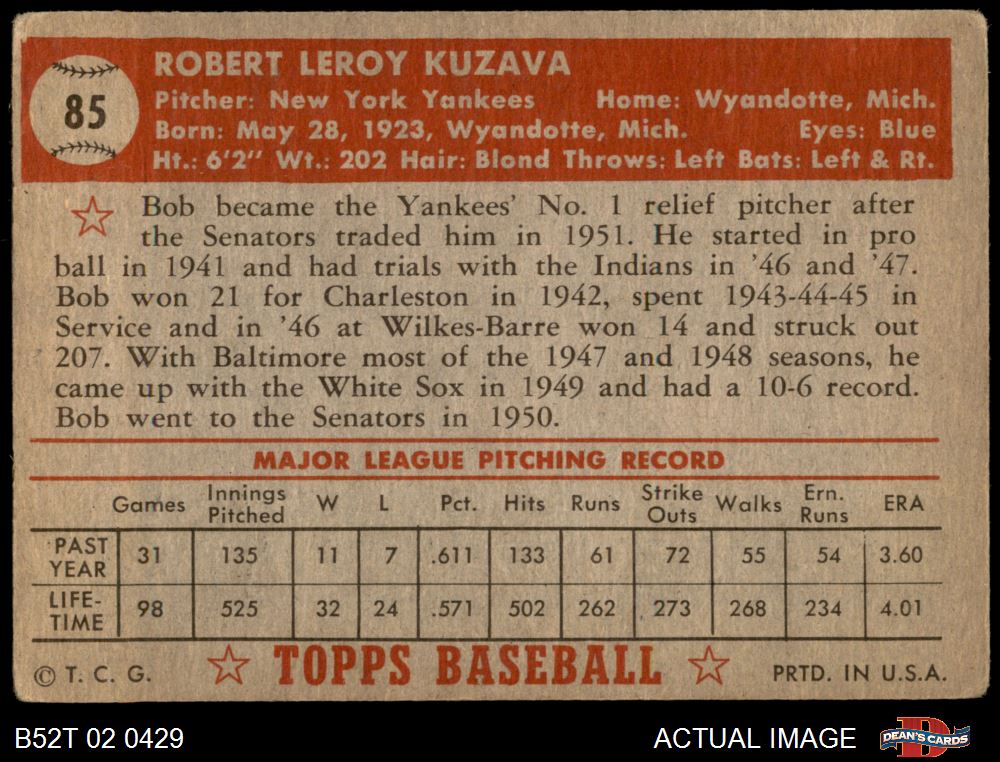 85
ROBERT LEROY KUZAVA
Pitcher: New York Yankees Home: Wyandotte, Mich.
Born: May 28, 1923, Wyandotte, Mich. Eyes: Blue
Ht.: 6'2" Wt.: 202 Hair: Blond Throws: Left Bats: Left & Rt.
Bob became the Yankees' No. 1 relief pitcher after
the Senators traded him in 1951. He started in pro
ball in 1941 and had trials with the Indians in '46 and '47.
Bob won 21 for Charleston in 1942, spent 1943-44-45 in
Service and in '46 at Wilkes-Barre won 14 and struck out
207. With Baltimore most of the 1947 and 1948 seasons, he
came up with the White Sox in 1949 and had a 10-6 record.
Bob went to the Senators in 1950.
MAJOR LEAGUE PITCHING RECORD
Games Innings Pitched W L Pct. Hits Runs Strike Outs Walks Ern. Runs ERA
PAST YEAR 31 135 11 7 .611 133 61 72 55 54 3.60
LIFE-TIME 98 525 32 24 .571 502 262 273 268 234 4.01
© T. C. G. TOPPS BASEBALL PRTD. IN U.S.A.
B52T 02 0429 ACTUAL IMAGE D DEAN'S CARDS